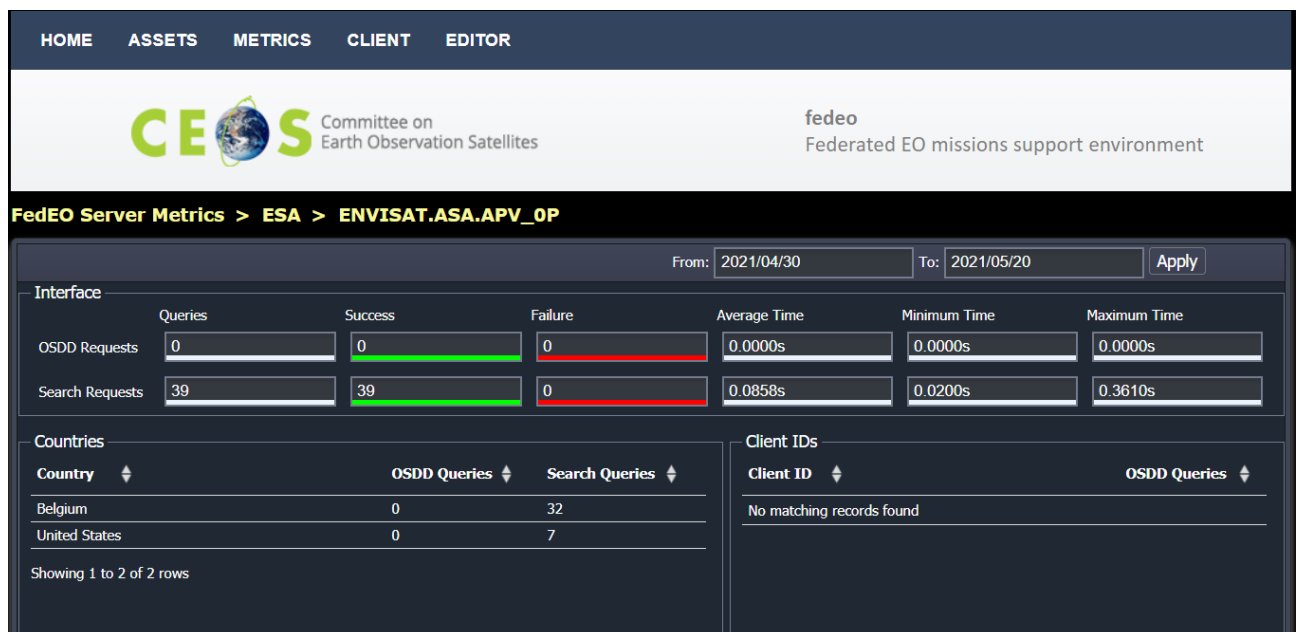 HOME ASSETS METRICS CLIENT EDITOR
CEOS Committee on
Earth Observation Satellites
fedeo
Federated EO missions support environment
FedEO Server Metrics > ESA > ENVISAT.ASA.APV_0P
From: 2021/04/30 To: 2021/05/20 Apply
Interface
Queries Success Failure Average Time Minimum Time Maximum Time
OSDD Requests 0 0 0 0.0000s 0.0000s 0.0000s
Search Requests 39 39 0 0.0858s 0.0200s 0.3610s
Countries
Country OSDD Queries Search Queries
Belgium 0 32
United States 0 7
Showing 1 to 2 of 2 rows
Client IDs
Client ID OSDD Queries
No matching records found